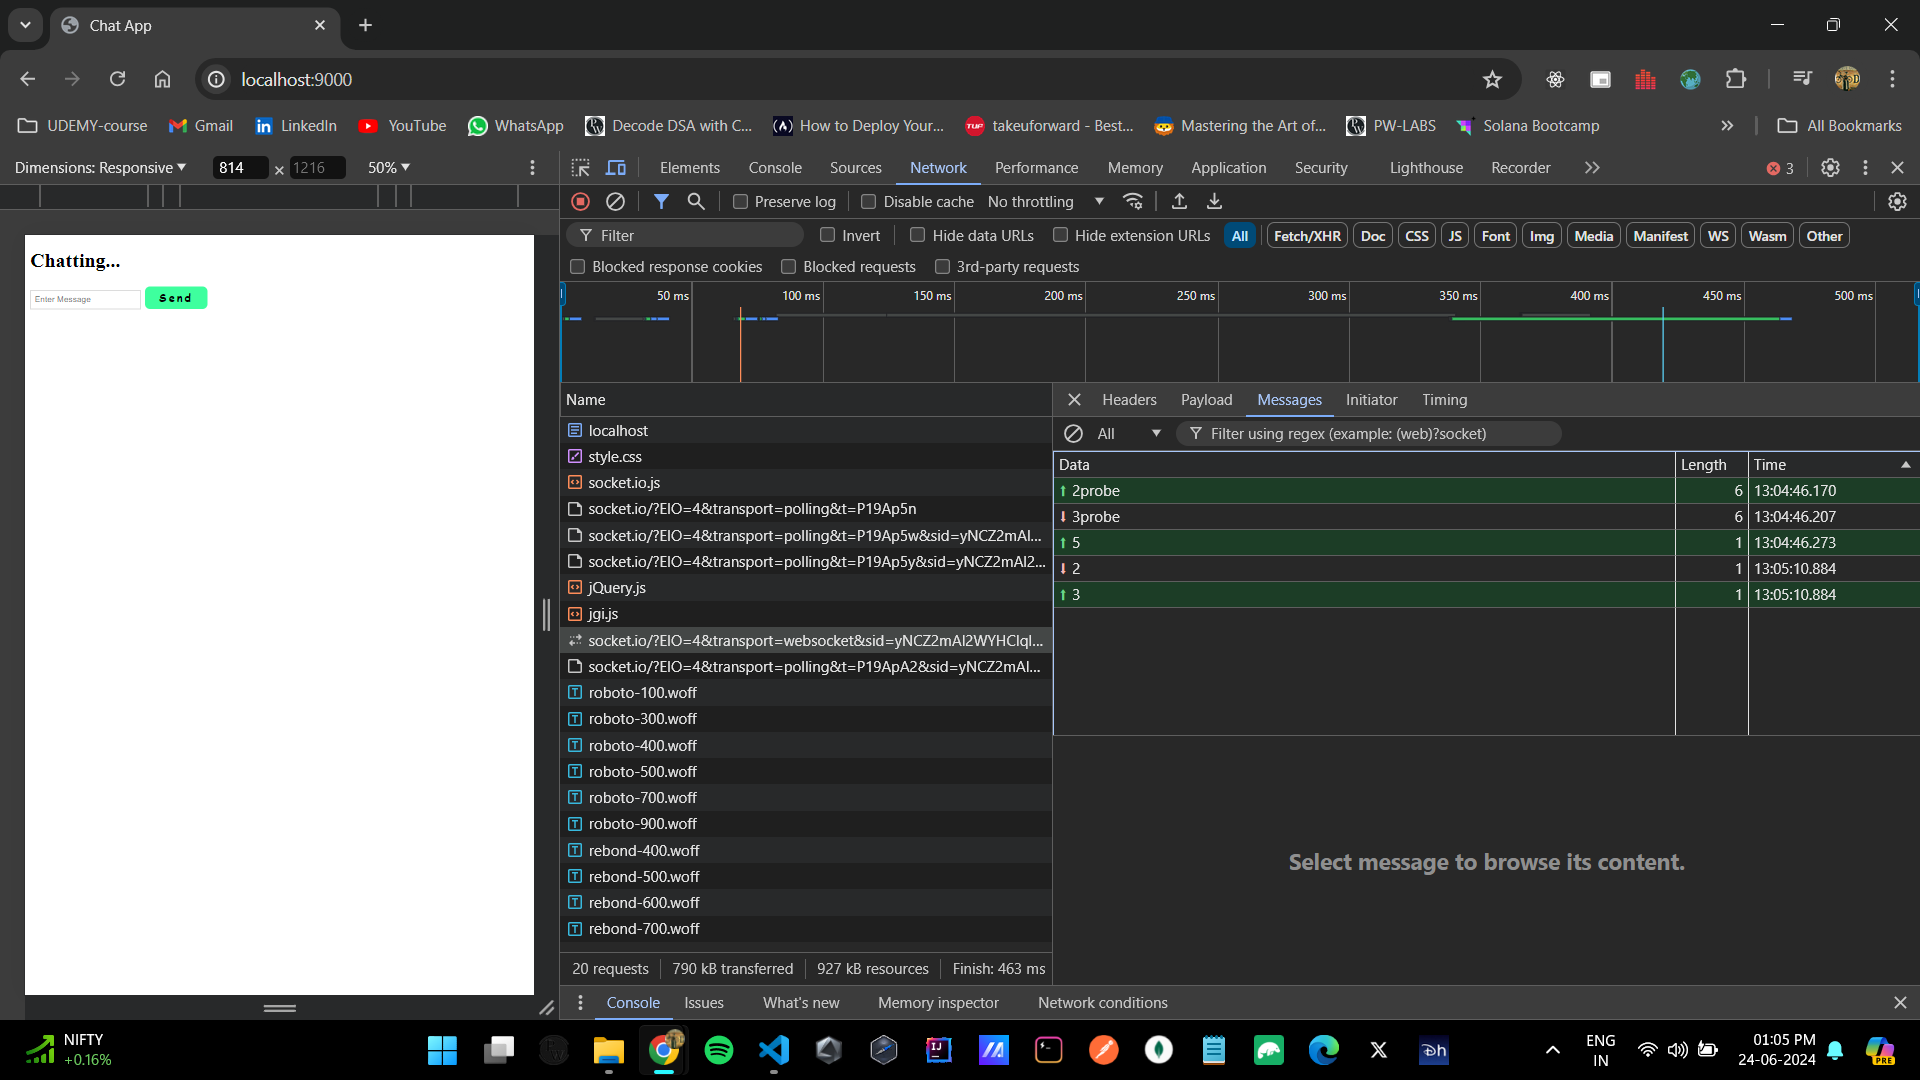 Chat App
localhost:9000
UDEMY-course Gmail LinkedIn YouTube WhatsApp Decode DSA with C... How to Deploy Your... takeuforward - Best... Mastering the Art of... PW-LABS Solana Bootcamp All Bookmarks
Dimensions: Responsive 814 × 1216 50%
Elements Console Sources Network Performance Memory Application Security Lighthouse Recorder 3
Preserve log Disable cache No throttling
Filter Invert Hide data URLs Hide extension URLs All Fetch/XHR Doc CSS JS Font Img Media Manifest WS Wasm Other
Blocked response cookies Blocked requests 3rd-party requests
50 ms 100 ms 150 ms 200 ms 250 ms 300 ms 350 ms 400 ms 450 ms 500 ms
Chatting...
Enter Message Send
Name
localhost
style.css
socket.io.js
socket.io/?EIO=4&transport=polling&t=P19Ap5n
socket.io/?EIO=4&transport=polling&t=P19Ap5w&sid=yNCZ2mAl...
socket.io/?EIO=4&transport=polling&t=P19Ap5y&sid=yNCZ2mAl2...
jQuery.js
jgi.js
socket.io/?EIO=4&transport=websocket&sid=yNCZ2mAl2WYHClql...
socket.io/?EIO=4&transport=polling&t=P19ApA2&sid=yNCZ2mAl...
roboto-100.woff
roboto-300.woff
roboto-400.woff
roboto-500.woff
roboto-700.woff
roboto-900.woff
rebond-400.woff
rebond-500.woff
rebond-600.woff
rebond-700.woff
20 requests 790 kB transferred 927 kB resources Finish: 463 ms
Headers Payload Messages Initiator Timing
All Filter using regex (example: (web)?socket)
Data Length Time
2probe 6 13:04:46.170
3probe 6 13:04:46.207
5 1 13:04:46.273
2 1 13:05:10.884
3 1 13:05:10.884
Select message to browse its content.
Console Issues What's new Memory inspector Network conditions
NIFTY
+0.16%
ENG
IN
01:05 PM
24-06-2024